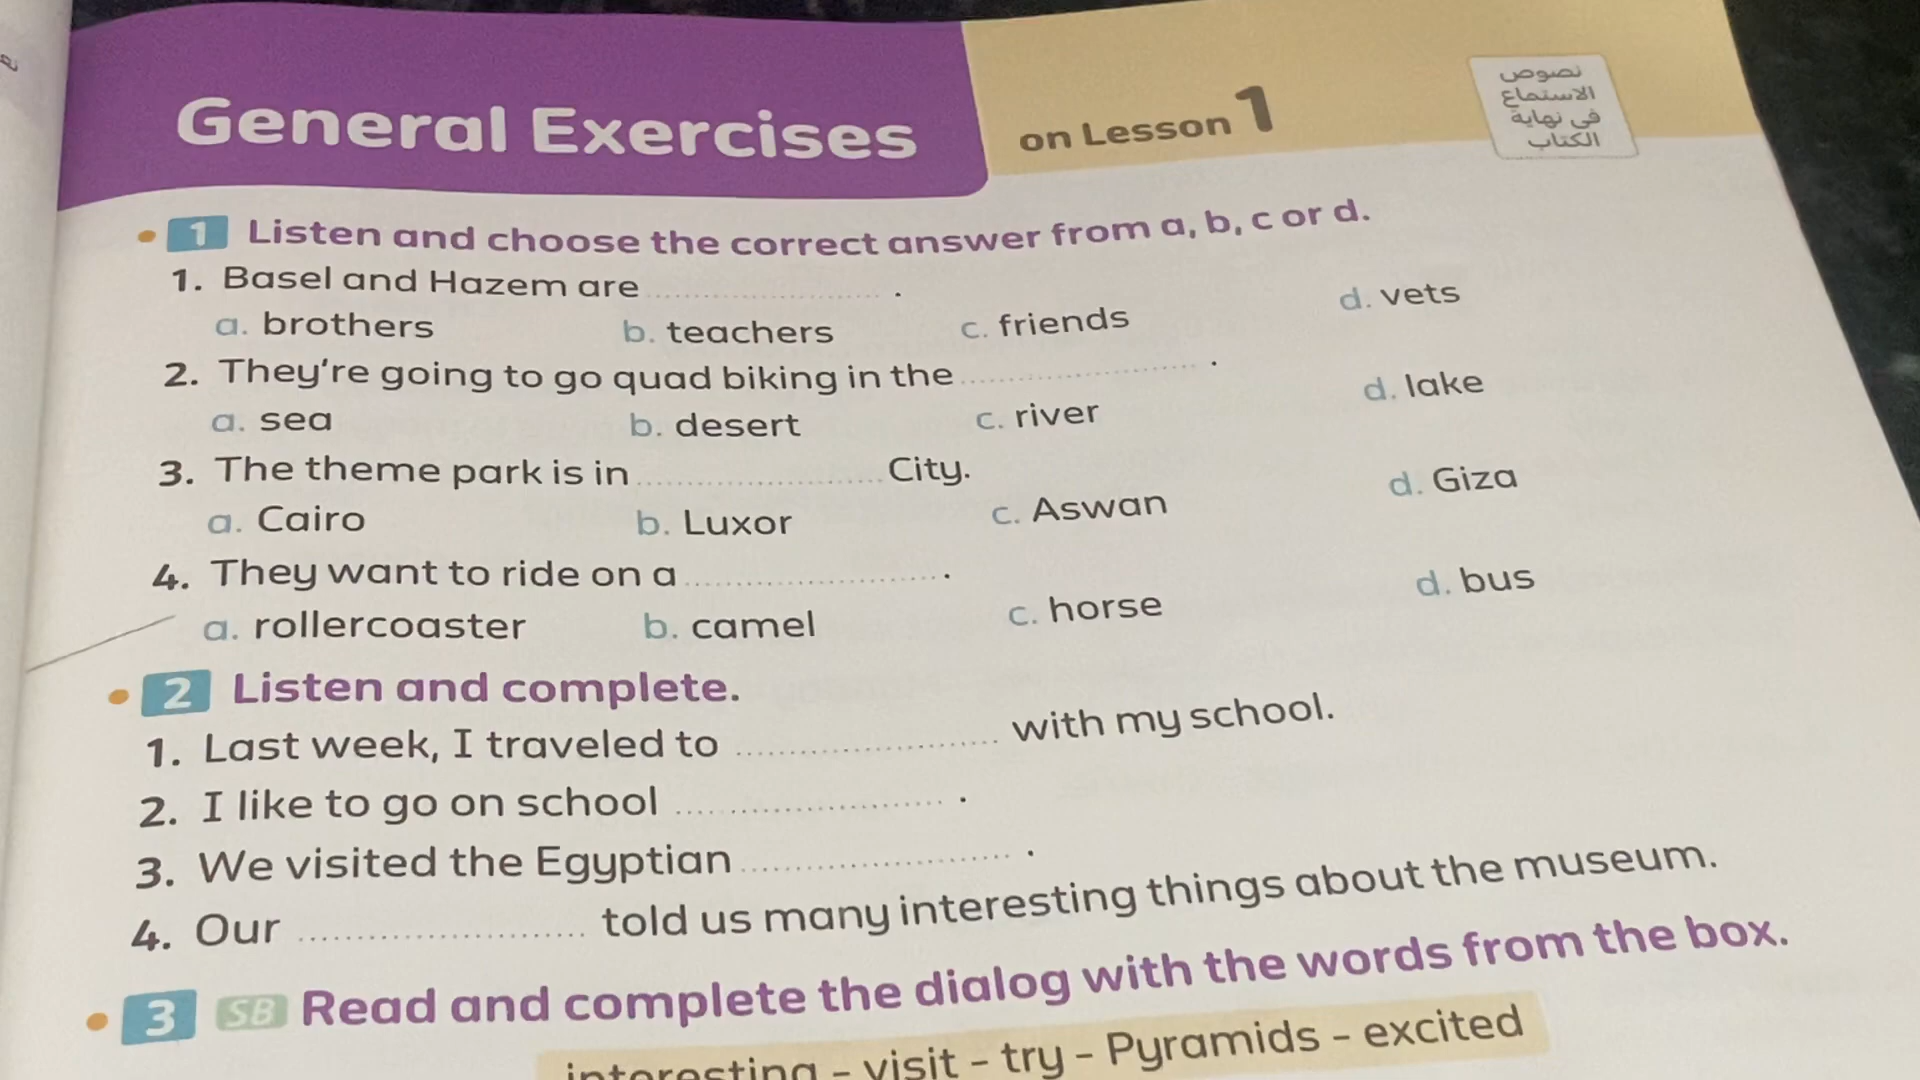 General Exercises on Lesson 1
نصوص
الاستماع
فى نهاية
الكتاب
1 Listen and choose the correct answer from a, b, c or d.
1. Basel and Hazem are .................... .
a. brothers b. teachers c. friends d. vets
2. They're going to go quad biking in the .................... .
a. sea b. desert c. river d. lake
3. The theme park is in .................... City.
a. Cairo b. Luxor c. Aswan d. Giza
4. They want to ride on a .................... .
a. rollercoaster b. camel c. horse d. bus
2 Listen and complete.
1. Last week, I traveled to .................... with my school.
2. I like to go on school .................... .
3. We visited the Egyptian .................... .
4. Our .................... told us many interesting things about the museum.
3 SB Read and complete the dialog with the words from the box.
interesting – visit – try – Pyramids – excited